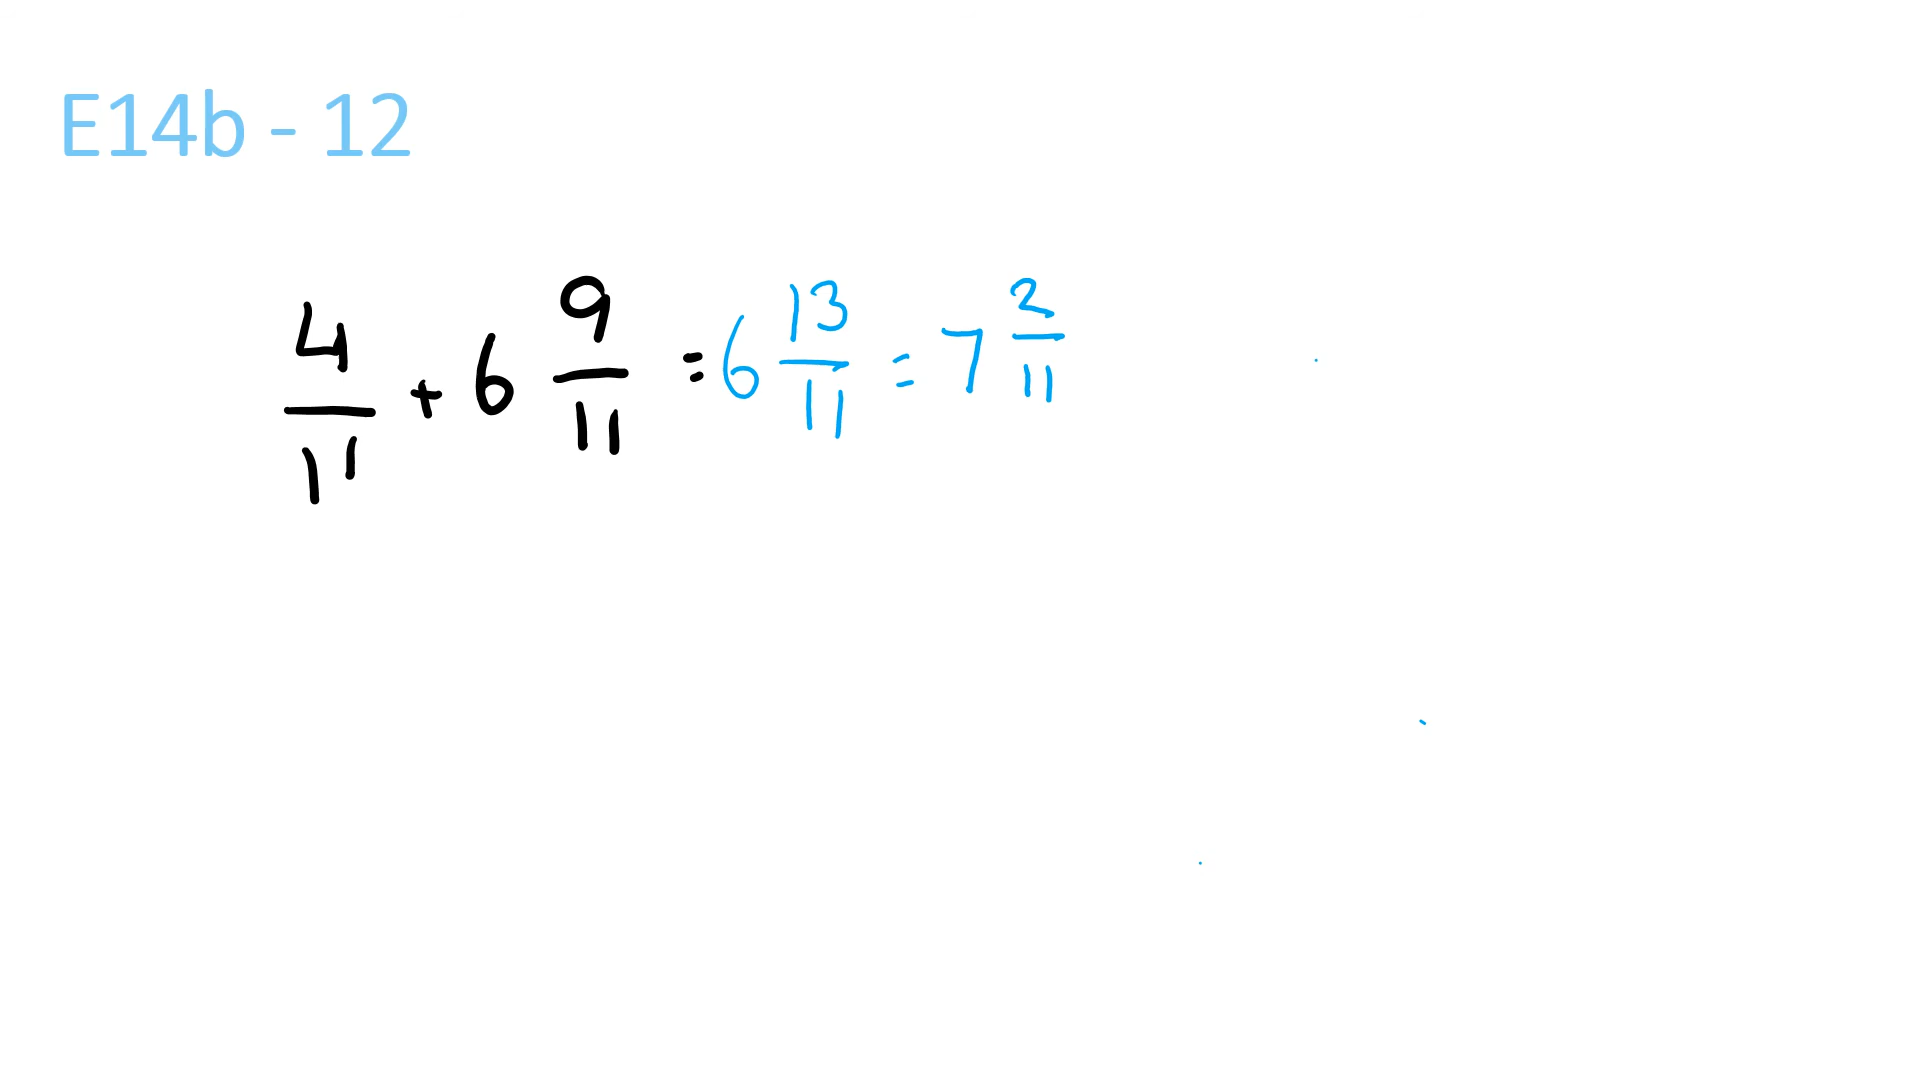 E14b - 12
4/11 + 6 9/11 = 6 13/11 = 7 2/11